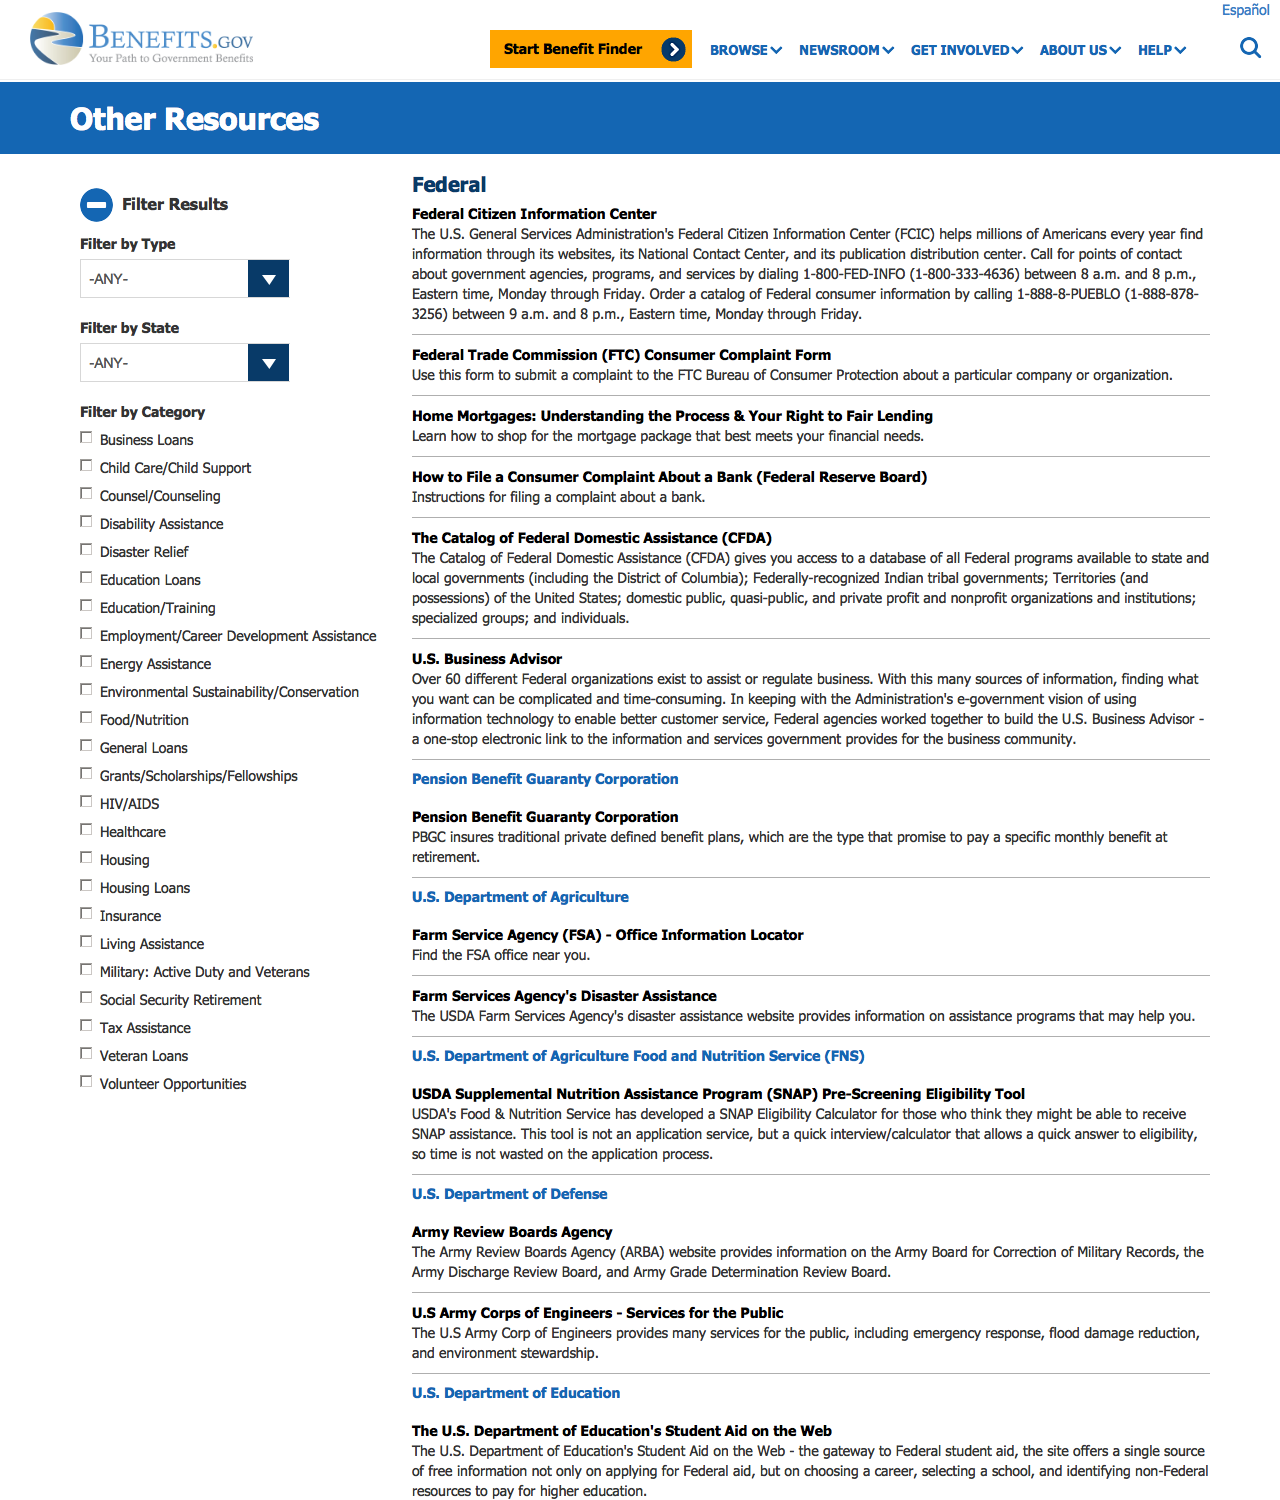 Español
BENEFITS.GOV
Your Path to Government Benefits
Start Benefit Finder
BROWSE
NEWSROOM
GET INVOLVED
ABOUT US
HELP
Other Resources
Filter Results
Filter by Type
-ANY-
Filter by State
-ANY-
Filter by Category
Business Loans
Child Care/Child Support
Counsel/Counseling
Disability Assistance
Disaster Relief
Education Loans
Education/Training
Employment/Career Development Assistance
Energy Assistance
Environmental Sustainability/Conservation
Food/Nutrition
General Loans
Grants/Scholarships/Fellowships
HIV/AIDS
Healthcare
Housing
Housing Loans
Insurance
Living Assistance
Military: Active Duty and Veterans
Social Security Retirement
Tax Assistance
Veteran Loans
Volunteer Opportunities
Federal
Federal Citizen Information Center
The U.S. General Services Administration's Federal Citizen Information Center (FCIC) helps millions of Americans every year find
information through its websites, its National Contact Center, and its publication distribution center. Call for points of contact
about government agencies, programs, and services by dialing 1-800-FED-INFO (1-800-333-4636) between 8 a.m. and 8 p.m.,
Eastern time, Monday through Friday. Order a catalog of Federal consumer information by calling 1-888-8-PUEBLO (1-888-878-
3256) between 9 a.m. and 8 p.m., Eastern time, Monday through Friday.
Federal Trade Commission (FTC) Consumer Complaint Form
Use this form to submit a complaint to the FTC Bureau of Consumer Protection about a particular company or organization.
Home Mortgages: Understanding the Process & Your Right to Fair Lending
Learn how to shop for the mortgage package that best meets your financial needs.
How to File a Consumer Complaint About a Bank (Federal Reserve Board)
Instructions for filing a complaint about a bank.
The Catalog of Federal Domestic Assistance (CFDA)
The Catalog of Federal Domestic Assistance (CFDA) gives you access to a database of all Federal programs available to state and
local governments (including the District of Columbia); Federally-recognized Indian tribal governments; Territories (and
possessions) of the United States; domestic public, quasi-public, and private profit and nonprofit organizations and institutions;
specialized groups; and individuals.
U.S. Business Advisor
Over 60 different Federal organizations exist to assist or regulate business. With this many sources of information, finding what
you want can be complicated and time-consuming. In keeping with the Administration's e-government vision of using
information technology to enable better customer service, Federal agencies worked together to build the U.S. Business Advisor -
a one-stop electronic link to the information and services government provides for the business community.
Pension Benefit Guaranty Corporation
Pension Benefit Guaranty Corporation
PBGC insures traditional private defined benefit plans, which are the type that promise to pay a specific monthly benefit at
retirement.
U.S. Department of Agriculture
Farm Service Agency (FSA) - Office Information Locator
Find the FSA office near you.
Farm Services Agency's Disaster Assistance
The USDA Farm Services Agency's disaster assistance website provides information on assistance programs that may help you.
U.S. Department of Agriculture Food and Nutrition Service (FNS)
USDA Supplemental Nutrition Assistance Program (SNAP) Pre-Screening Eligibility Tool
USDA's Food & Nutrition Service has developed a SNAP Eligibility Calculator for those who think they might be able to receive
SNAP assistance. This tool is not an application service, but a quick interview/calculator that allows a quick answer to eligibility,
so time is not wasted on the application process.
U.S. Department of Defense
Army Review Boards Agency
The Army Review Boards Agency (ARBA) website provides information on the Army Board for Correction of Military Records, the
Army Discharge Review Board, and Army Grade Determination Review Board.
U.S Army Corps of Engineers - Services for the Public
The U.S Army Corp of Engineers provides many services for the public, including emergency response, flood damage reduction,
and environment stewardship.
U.S. Department of Education
The U.S. Department of Education's Student Aid on the Web
The U.S. Department of Education's Student Aid on the Web - the gateway to Federal student aid, the site offers a single source
of free information not only on applying for Federal aid, but on choosing a career, selecting a school, and identifying non-Federal
resources to pay for higher education.